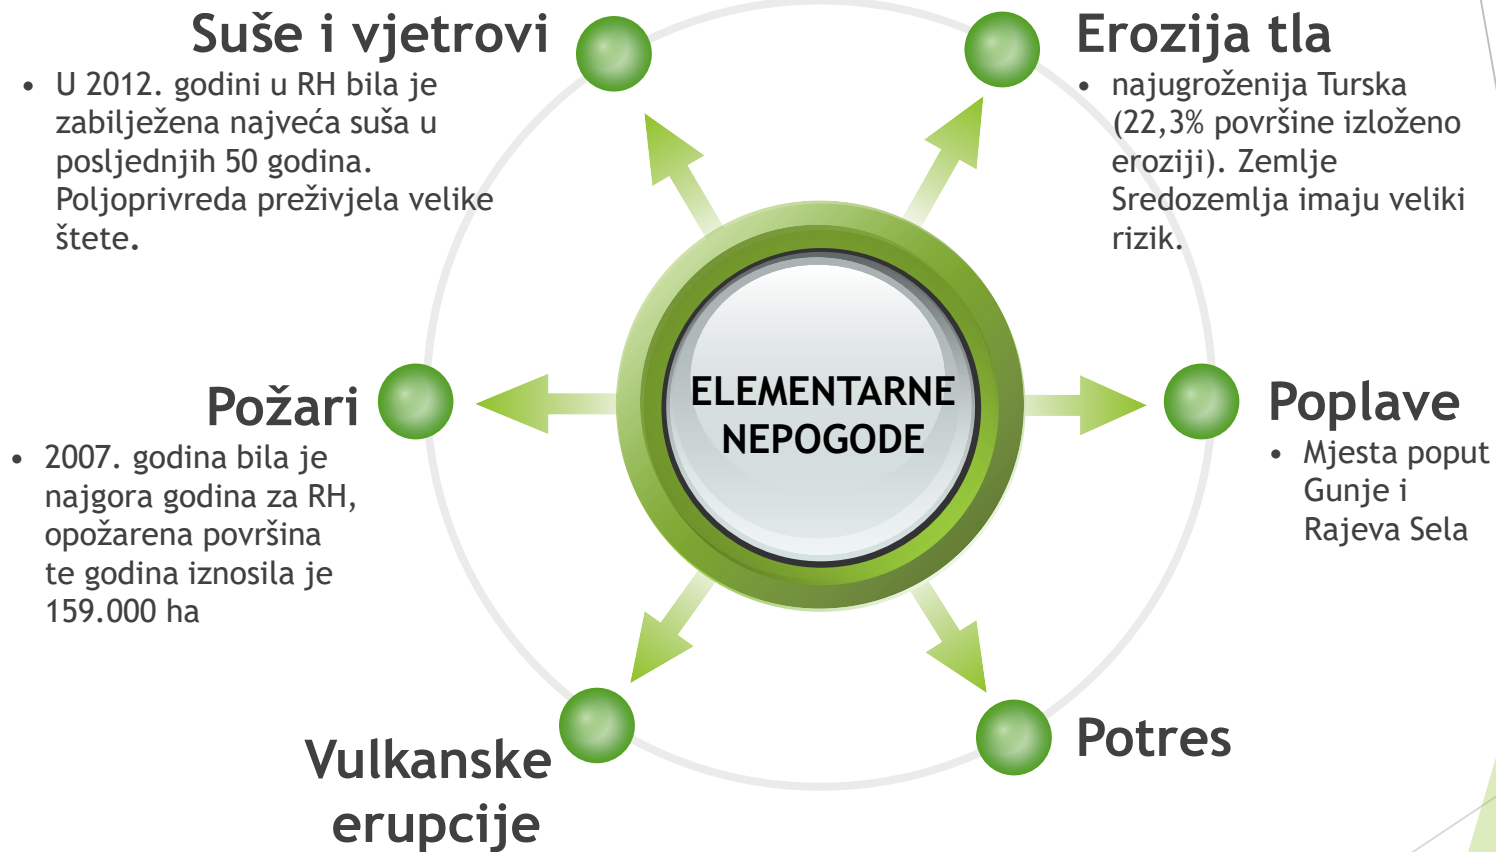 Suše i vjetrovi
• U 2012. godini u RH bila je
zabilježena najveća suša u
posljednjih 50 godina.
Poljoprivreda preživjela velike
štete.
Erozija tla
• najugroženija Turska
(22,3% površine izloženo
eroziji). Zemlje
Sredozemlja imaju veliki
rizik.
Požari
• 2007. godina bila je
najgora godina za RH,
opožarena površina
te godina iznosila je
159.000 ha
ELEMENTARNE
NEPOGODE
Poplave
• Mjesta poput
Gunje i
Rajeva Sela
Vulkanske
erupcije
Potres